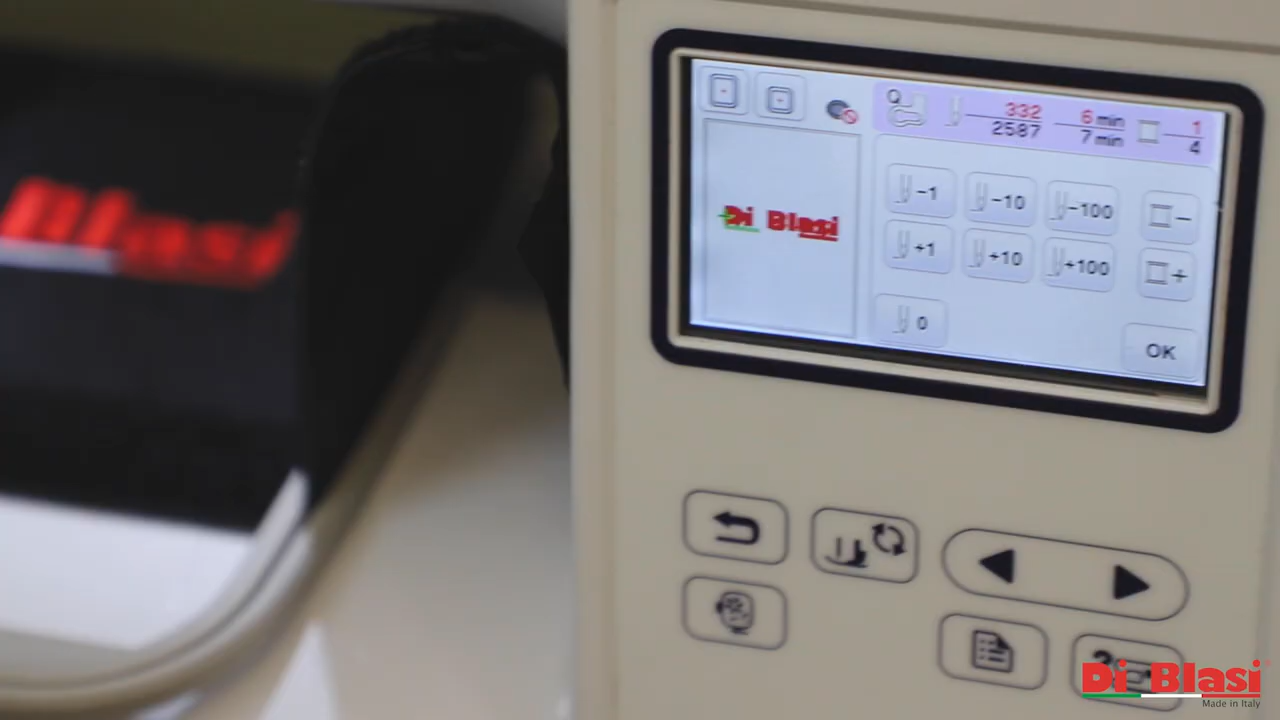 Blasi
332
2587
6 min
7 min
1
4
Di Blasi
-1
-10
-100
-
+1
+10
+100
+
0
OK
?
Di Blasi®
Made in Italy